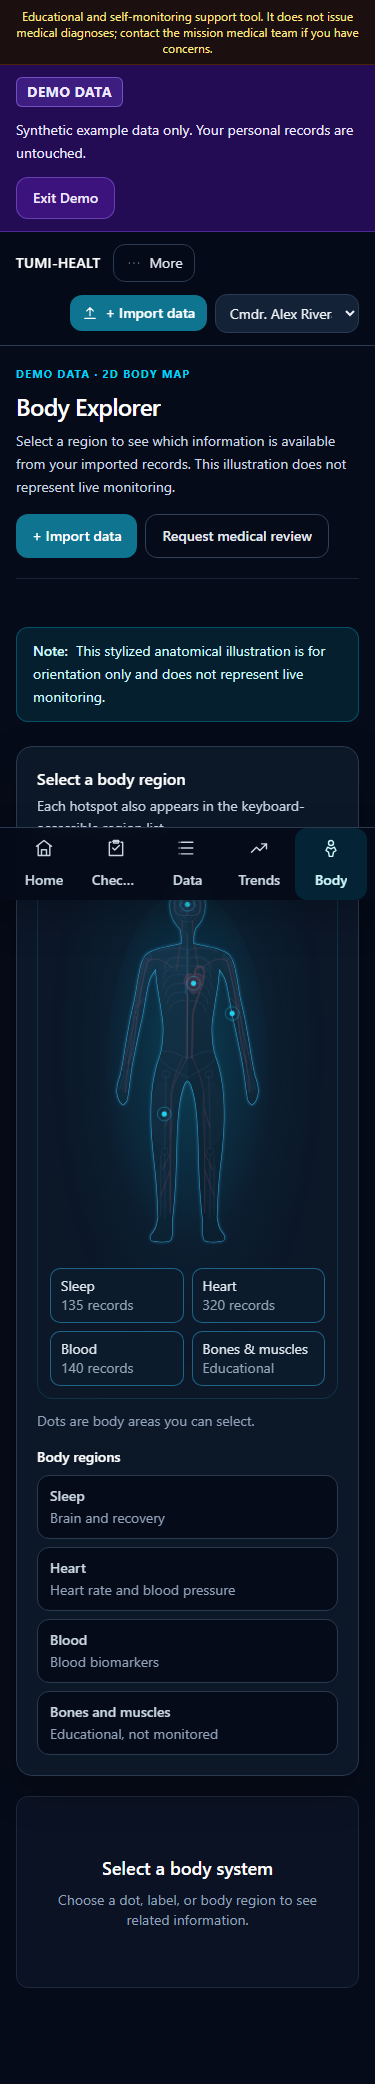 Educational and self-monitoring support tool. It does not issue
medical diagnoses; contact the mission medical team if you have
concerns.
DEMO DATA
Synthetic example data only. Your personal records are
untouched.
Exit Demo
TUMI-HEALT
··· More
+ Import data
Cmdr. Alex River
DEMO DATA · 2D BODY MAP
Body Explorer
Select a region to see which information is available
from your imported records. This illustration does not
represent live monitoring.
+ Import data
Request medical review
Note: This stylized anatomical illustration is for
orientation only and does not represent live
monitoring.
Select a body region
Each hotspot also appears in the keyboard-
accessible region list.
Home
Chec...
Data
Trends
Body
Sleep
135 records
Heart
320 records
Blood
140 records
Bones & muscles
Educational
Dots are body areas you can select.
Body regions
Sleep
Brain and recovery
Heart
Heart rate and blood pressure
Blood
Blood biomarkers
Bones and muscles
Educational, not monitored
Select a body system
Choose a dot, label, or body region to see
related information.